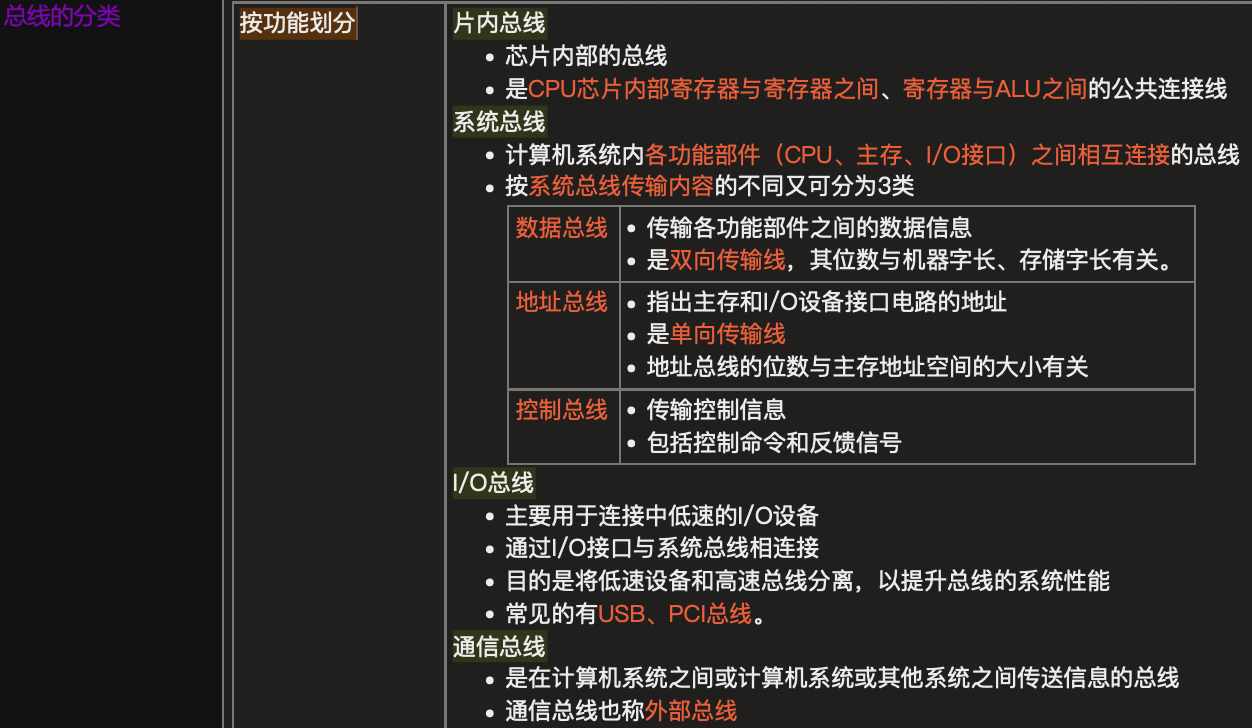 总线的分类
按功能划分
片内总线
芯片内部的总线
是CPU芯片内部寄存器与寄存器之间、寄存器与ALU之间的公共连接线
系统总线
计算机系统内各功能部件（CPU、主存、I/O接口）之间相互连接的总线
按系统总线传输内容的不同又可分为3类
数据总线
传输各功能部件之间的数据信息
是双向传输线，其位数与机器字长、存储字长有关。
地址总线
指出主存和I/O设备接口电路的地址
是单向传输线
地址总线的位数与主存地址空间的大小有关
控制总线
传输控制信息
包括控制命令和反馈信号
I/O总线
主要用于连接中低速的I/O设备
通过I/O接口与系统总线相连接
目的是将低速设备和高速总线分离，以提升总线的系统性能
常见的有USB、PCI总线。
通信总线
是在计算机系统之间或计算机系统或其他系统之间传送信息的总线
通信总线也称外部总线